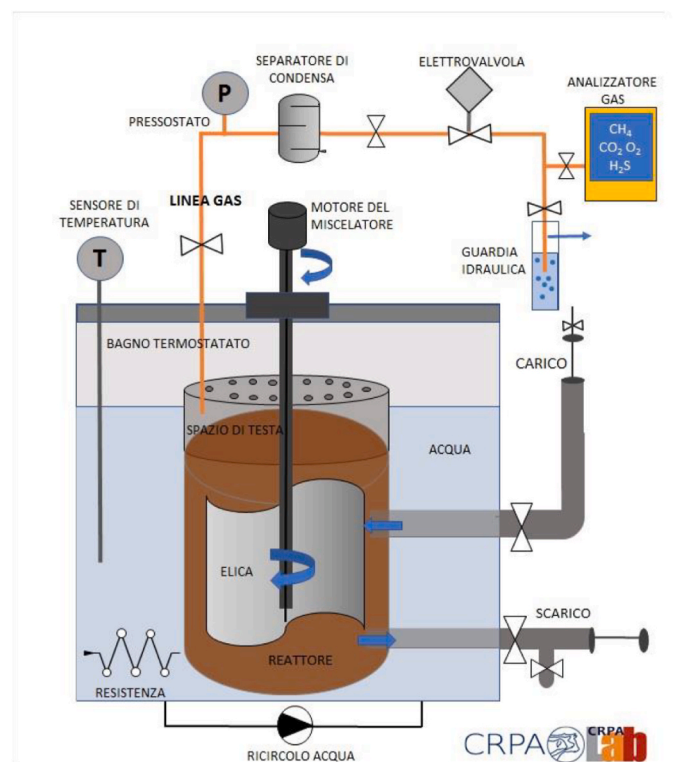 SEPARATORE DI
CONDENSA
ELETTROVALVOLA
ANALIZZATORE
GAS
P
PRESSOSTATO
CH4
CO2 O2
H2S
SENSORE DI
TEMPERATURA
T
LINEA GAS
MOTORE DEL
MISCELATORE
GUARDIA
IDRAULICA
BAGNO TERMOSTATATO
CARICO
SPAZIO DI TESTA
ACQUA
ELICA
SCARICO
REATTORE
RESISTENZA
RICIRCOLO ACQUA
CRPA
CRPA
Lab